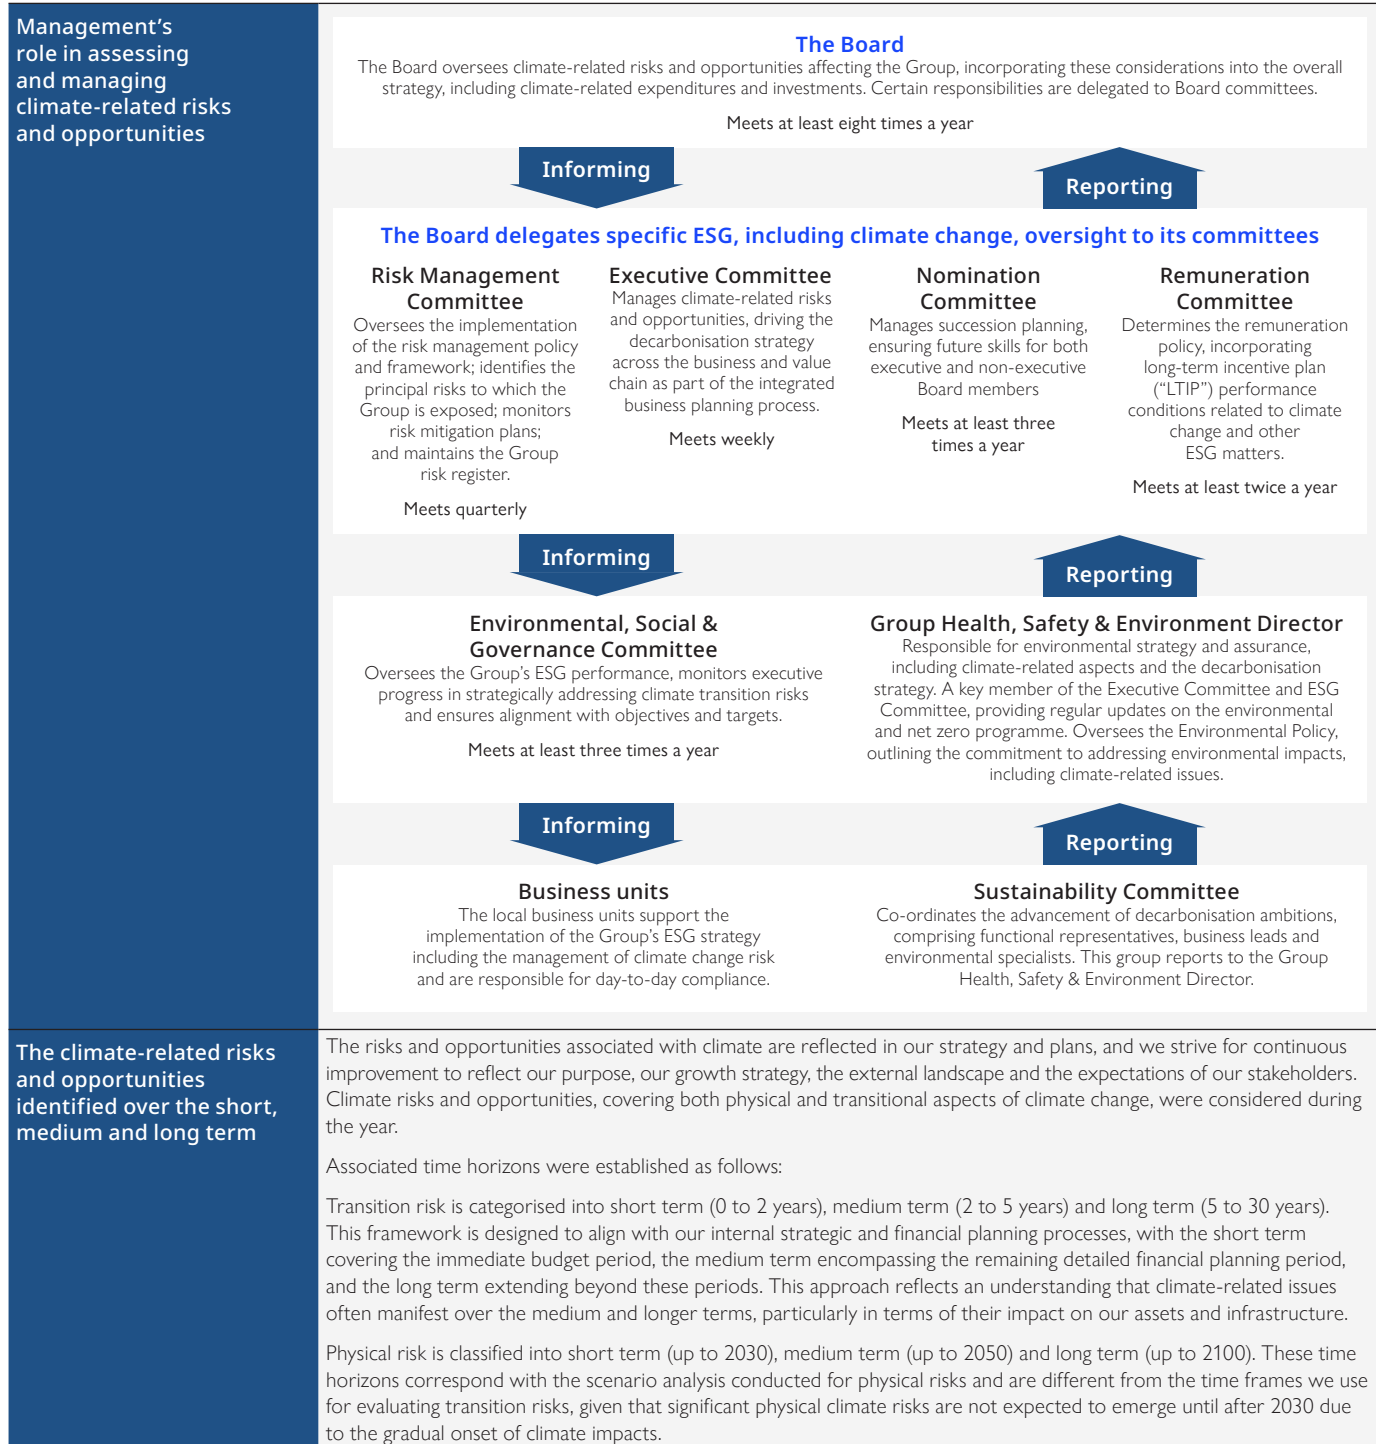 Management's
role in assessing
and managing
climate-related risks
and opportunities
The Board
The Board oversees climate-related risks and opportunities affecting the Group, incorporating these considerations into the overall
strategy, including climate-related expenditures and investments. Certain responsibilities are delegated to Board committees.
Meets at least eight times a year
Informing
Reporting
The Board delegates specific ESG, including climate change, oversight to its committees
Risk Management
Committee
Oversees the implementation
of the risk management policy
and framework; identifies the
principal risks to which the
Group is exposed; monitors
risk mitigation plans;
and maintains the Group
risk register.
Meets quarterly
Executive Committee
Manages climate-related risks
and opportunities, driving the
decarbonisation strategy
across the business and value
chain as part of the integrated
business planning process.
Meets weekly
Nomination
Committee
Manages succession planning,
ensuring future skills for both
executive and non-executive
Board members
Meets at least three
times a year
Remuneration
Committee
Determines the remuneration
policy, incorporating
long-term incentive plan
("LTIP") performance
conditions related to climate
change and other
ESG matters.
Meets at least twice a year
Informing
Reporting
Environmental, Social &
Governance Committee
Oversees the Group's ESG performance, monitors executive
progress in strategically addressing climate transition risks
and ensures alignment with objectives and targets.
Meets at least three times a year
Group Health, Safety & Environment Director
Responsible for environmental strategy and assurance,
including climate-related aspects and the decarbonisation
strategy. A key member of the Executive Committee and ESG
Committee, providing regular updates on the environmental
and net zero programme. Oversees the Environmental Policy,
outlining the commitment to addressing environmental impacts,
including climate-related issues.
Informing
Reporting
Business units
The local business units support the
implementation of the Group's ESG strategy
including the management of climate change risk
and are responsible for day-to-day compliance.
Sustainability Committee
Co-ordinates the advancement of decarbonisation ambitions,
comprising functional representatives, business leads and
environmental specialists. This group reports to the Group
Health, Safety & Environment Director.
The climate-related risks
and opportunities
identified over the short,
medium and long term
The risks and opportunities associated with climate are reflected in our strategy and plans, and we strive for continuous
improvement to reflect our purpose, our growth strategy, the external landscape and the expectations of our stakeholders.
Climate risks and opportunities, covering both physical and transitional aspects of climate change, were considered during
the year.
Associated time horizons were established as follows:
Transition risk is categorised into short term (0 to 2 years), medium term (2 to 5 years) and long term (5 to 30 years).
This framework is designed to align with our internal strategic and financial planning processes, with the short term
covering the immediate budget period, the medium term encompassing the remaining detailed financial planning period,
and the long term extending beyond these periods. This approach reflects an understanding that climate-related issues
often manifest over the medium and longer terms, particularly in terms of their impact on our assets and infrastructure.
Physical risk is classified into short term (up to 2030), medium term (up to 2050) and long term (up to 2100). These time
horizons correspond with the scenario analysis conducted for physical risks and are different from the time frames we use
for evaluating transition risks, given that significant physical climate risks are not expected to emerge until after 2030 due
to the gradual onset of climate impacts.